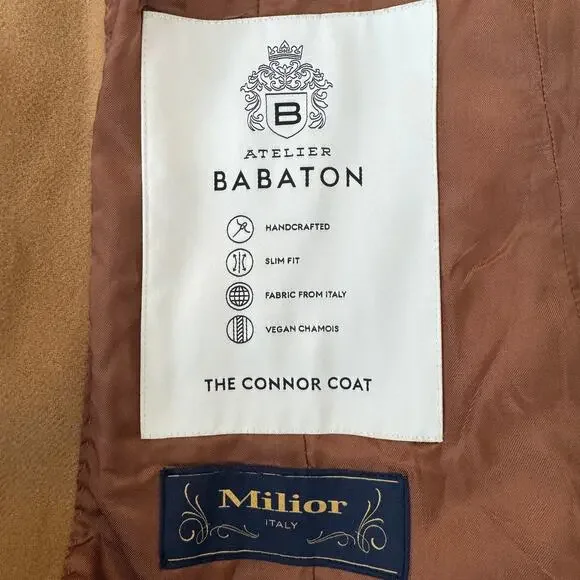 B
ATELIER
BABATON
HANDCRAFTED
SLIM FIT
FABRIC FROM ITALY
VEGAN CHAMOIS
THE CONNOR COAT
Milior
ITALY